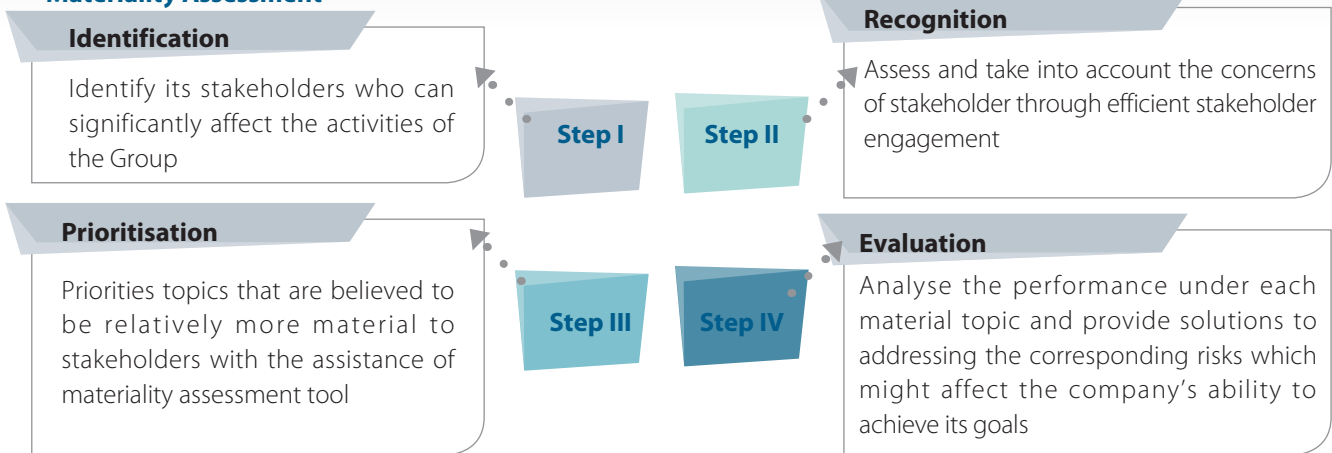 Materiality Assessment
Identification
Identify its stakeholders who can
significantly affect the activities of
the Group
Step I
Step II
Recognition
Assess and take into account the concerns
of stakeholder through efficient stakeholder
engagement
Prioritisation
Priorities topics that are believed to
be relatively more material to
stakeholders with the assistance of
materiality assessment tool
Step III
Step IV
Evaluation
Analyse the performance under each
material topic and provide solutions to
addressing the corresponding risks which
might affect the company's ability to
achieve its goals